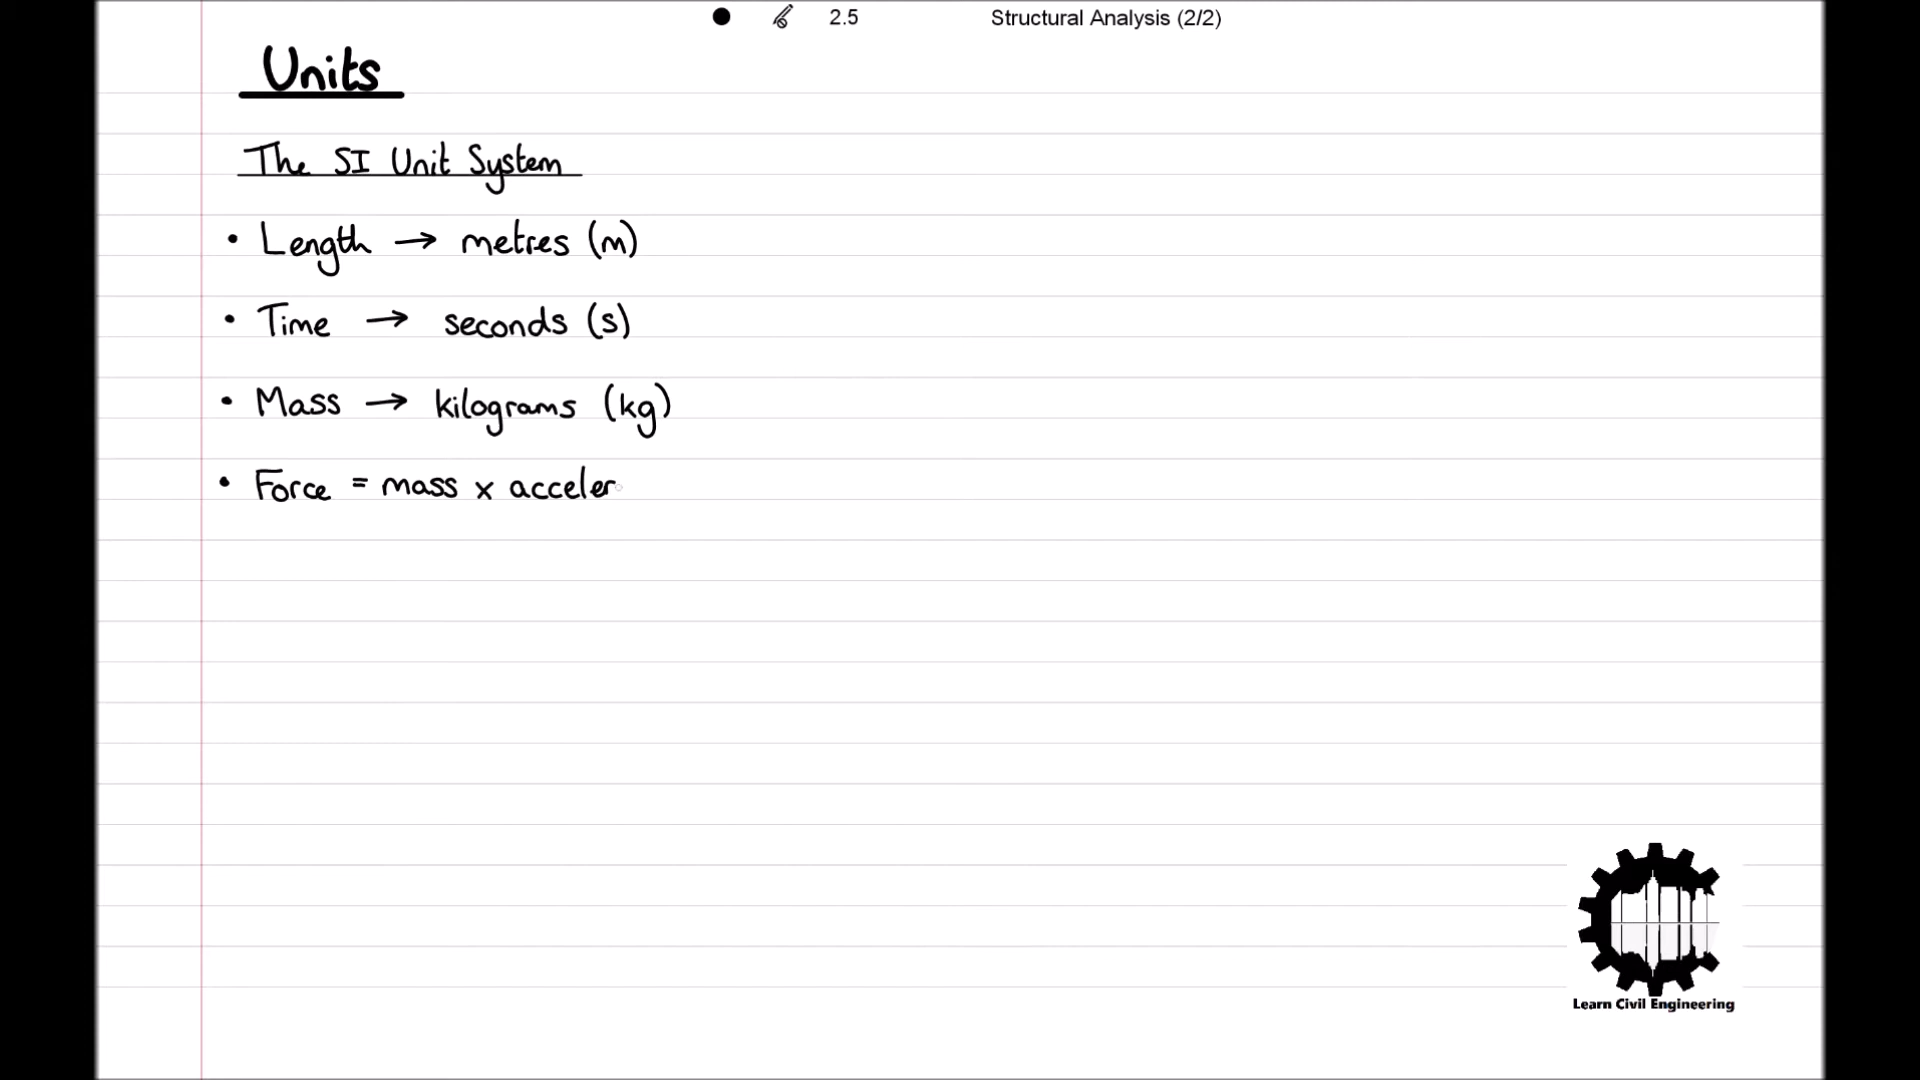 2.5 Structural Analysis (2/2)
Units
The SI Unit System
• Length → metres (m)
• Time → seconds (s)
• Mass → kilograms (kg)
• Force = mass x acceler
Learn Civil Engineering